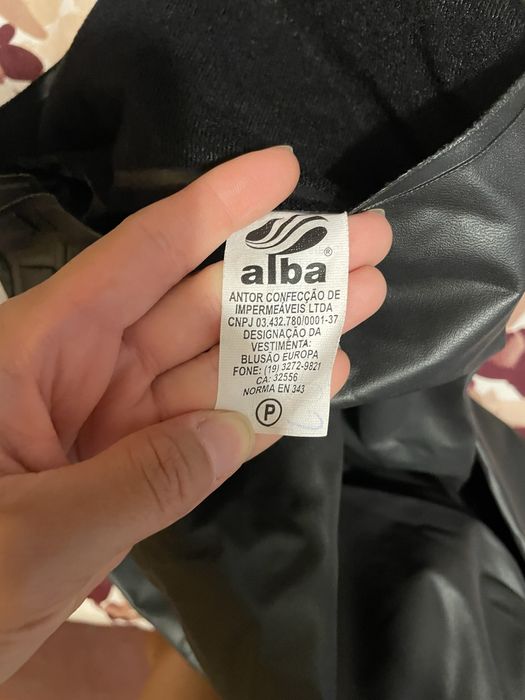 alba®
ANTOR CONFECÇÃO DE
IMPERMEÁVEIS LTDA
CNPJ 03.432.780/0001-37
DESIGNAÇÃO DA
VESTIMENTA:
BLUSÃO EUROPA
FONE: (19) 3272-9821
CA: 32556
NORMA EN 343
P